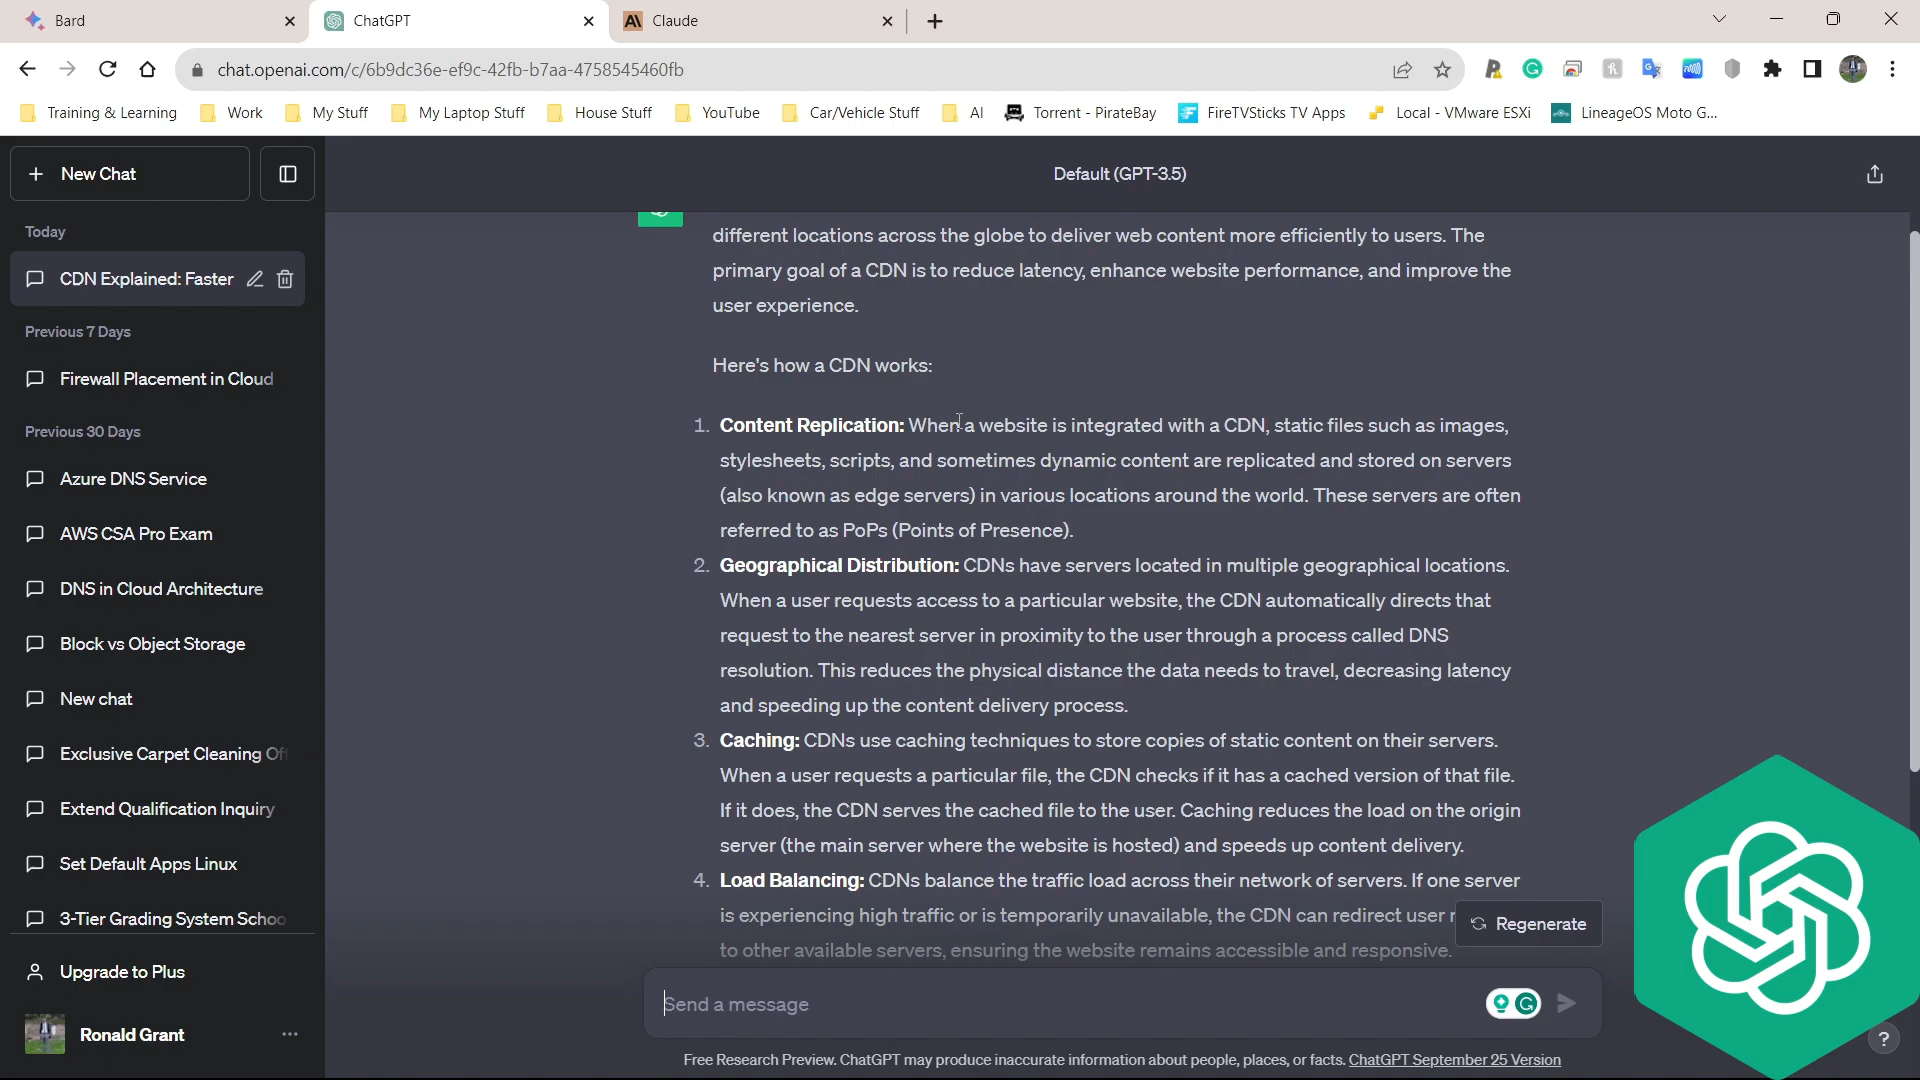 Bard
ChatGPT
Claude
chat.openai.com/c/6b9dc36e-ef9c-42fb-b7aa-4758545460fb
Training & Learning
Work
My Stuff
My Laptop Stuff
House Stuff
YouTube
Car/Vehicle Stuff
AI
Torrent - PirateBay
FireTVSticks TV Apps
Local - VMware ESXi
LineageOS Moto G...
New Chat
Default (GPT-3.5)
Today
CDN Explained: Faster
Previous 7 Days
Firewall Placement in Cloud
Previous 30 Days
Azure DNS Service
AWS CSA Pro Exam
DNS in Cloud Architecture
Block vs Object Storage
New chat
Exclusive Carpet Cleaning Off
Extend Qualification Inquiry
Set Default Apps Linux
3-Tier Grading System Schoo
Upgrade to Plus
Ronald Grant
different locations across the globe to deliver web content more efficiently to users. The
primary goal of a CDN is to reduce latency, enhance website performance, and improve the
user experience.
Here's how a CDN works:
1. Content Replication: When a website is integrated with a CDN, static files such as images,
stylesheets, scripts, and sometimes dynamic content are replicated and stored on servers
(also known as edge servers) in various locations around the world. These servers are often
referred to as PoPs (Points of Presence).
2. Geographical Distribution: CDNs have servers located in multiple geographical locations.
When a user requests access to a particular website, the CDN automatically directs that
request to the nearest server in proximity to the user through a process called DNS
resolution. This reduces the physical distance the data needs to travel, decreasing latency
and speeding up the content delivery process.
3. Caching: CDNs use caching techniques to store copies of static content on their servers.
When a user requests a particular file, the CDN checks if it has a cached version of that file.
If it does, the CDN serves the cached file to the user. Caching reduces the load on the origin
server (the main server where the website is hosted) and speeds up content delivery.
4. Load Balancing: CDNs balance the traffic load across their network of servers. If one server
is experiencing high traffic or is temporarily unavailable, the CDN can redirect user
to other available servers, ensuring the website remains accessible and responsive.
Regenerate
Send a message
Free Research Preview. ChatGPT may produce inaccurate information about people, places, or facts. ChatGPT September 25 Version
?